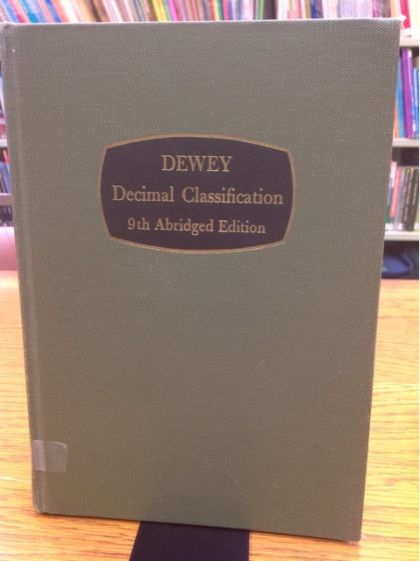 DEWEY
Decimal Classification
9th Abridged Edition